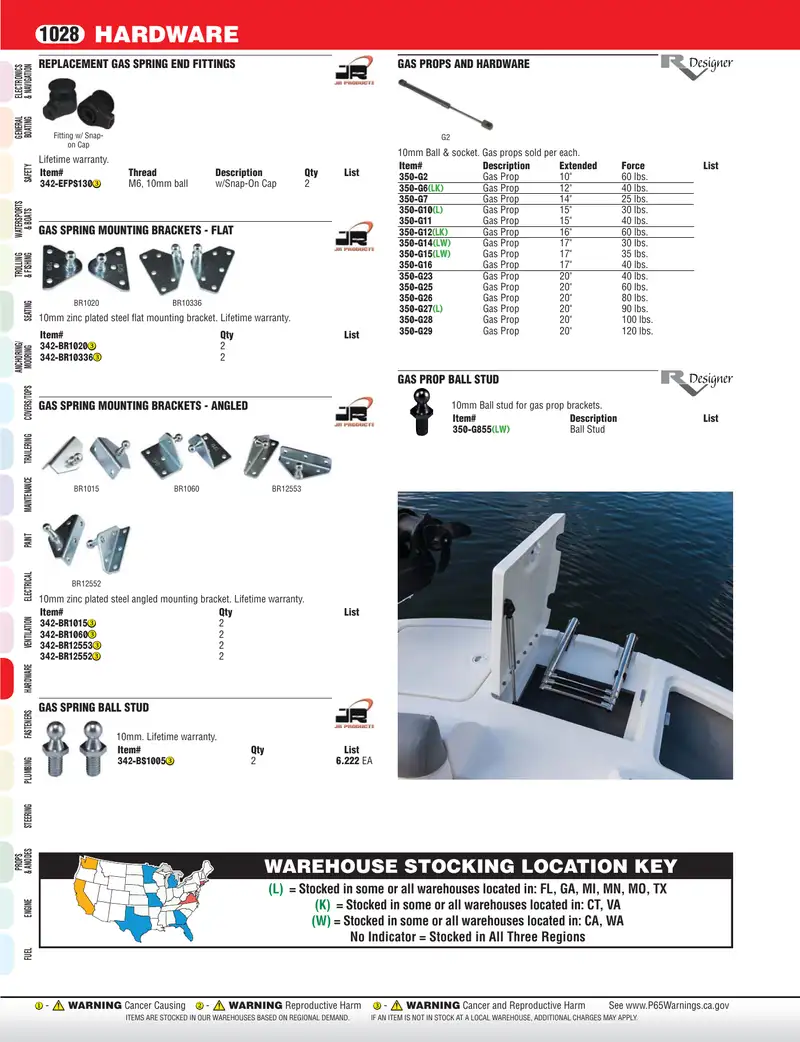 1028 HARDWARE
ELECTRONICS & NAVIGATION
GENERAL BOATING
SAFETY
WATERSPORTS & BOATS
TROLLING & FISHING
SEATING
ANCHORING/ MOORING
COVERS/TOPS
TRAILERING
MAINTENANCE
PAINT
ELECTRICAL
VENTILATION
HARDWARE
FASTENERS
PLUMBING
STEERING
PROPS & ANODES
ENGINE
FUEL
REPLACEMENT GAS SPRING END FITTINGS
JR PRODUCTS
Fitting w/ Snap-
on Cap
Lifetime warranty.
Item# Thread Description Qty List
342-EFPS130 3 M6, 10mm ball w/Snap-On Cap 2
GAS SPRING MOUNTING BRACKETS - FLAT
JR PRODUCTS
BR1020 BR10336
10mm zinc plated steel flat mounting bracket. Lifetime warranty.
Item# Qty List
342-BR1020 3 2
342-BR10336 3 2
GAS SPRING MOUNTING BRACKETS - ANGLED
JR PRODUCTS
BR1015 BR1060 BR12553
BR12552
10mm zinc plated steel angled mounting bracket. Lifetime warranty.
Item# Qty List
342-BR1015 3 2
342-BR1060 3 2
342-BR12553 3 2
342-BR12552 3 2
GAS SPRING BALL STUD
JR PRODUCTS
10mm. Lifetime warranty.
Item# Qty List
342-BS1005 3 2 6.222 EA
GAS PROPS AND HARDWARE
R Designer
G2
10mm Ball & socket. Gas props sold per each.
Item# Description Extended Force List
350-G2 Gas Prop 10" 60 lbs.
350-G6(LK) Gas Prop 12" 40 lbs.
350-G7 Gas Prop 14" 25 lbs.
350-G10(L) Gas Prop 15" 30 lbs.
350-G11 Gas Prop 15" 40 lbs.
350-G12(LK) Gas Prop 16" 60 lbs.
350-G14(LW) Gas Prop 17" 30 lbs.
350-G15(LW) Gas Prop 17" 35 lbs.
350-G16 Gas Prop 17" 40 lbs.
350-G23 Gas Prop 20" 40 lbs.
350-G25 Gas Prop 20" 60 lbs.
350-G26 Gas Prop 20" 80 lbs.
350-G27(L) Gas Prop 20" 90 lbs.
350-G28 Gas Prop 20" 100 lbs.
350-G29 Gas Prop 20" 120 lbs.
GAS PROP BALL STUD
R Designer
10mm Ball stud for gas prop brackets.
Item# Description List
350-G855(LW) Ball Stud
WAREHOUSE STOCKING LOCATION KEY
(L) = Stocked in some or all warehouses located in: FL, GA, MI, MN, MO, TX
(K) = Stocked in some or all warehouses located in: CT, VA
(W) = Stocked in some or all warehouses located in: CA, WA
No Indicator = Stocked in All Three Regions
1 - WARNING Cancer Causing 2 - WARNING Reproductive Harm 3 - WARNING Cancer and Reproductive Harm See www.P65Warnings.ca.gov
ITEMS ARE STOCKED IN OUR WAREHOUSES BASED ON REGIONAL DEMAND. IF AN ITEM IS NOT IN STOCK AT A LOCAL WAREHOUSE, ADDITIONAL CHARGES MAY APPLY.